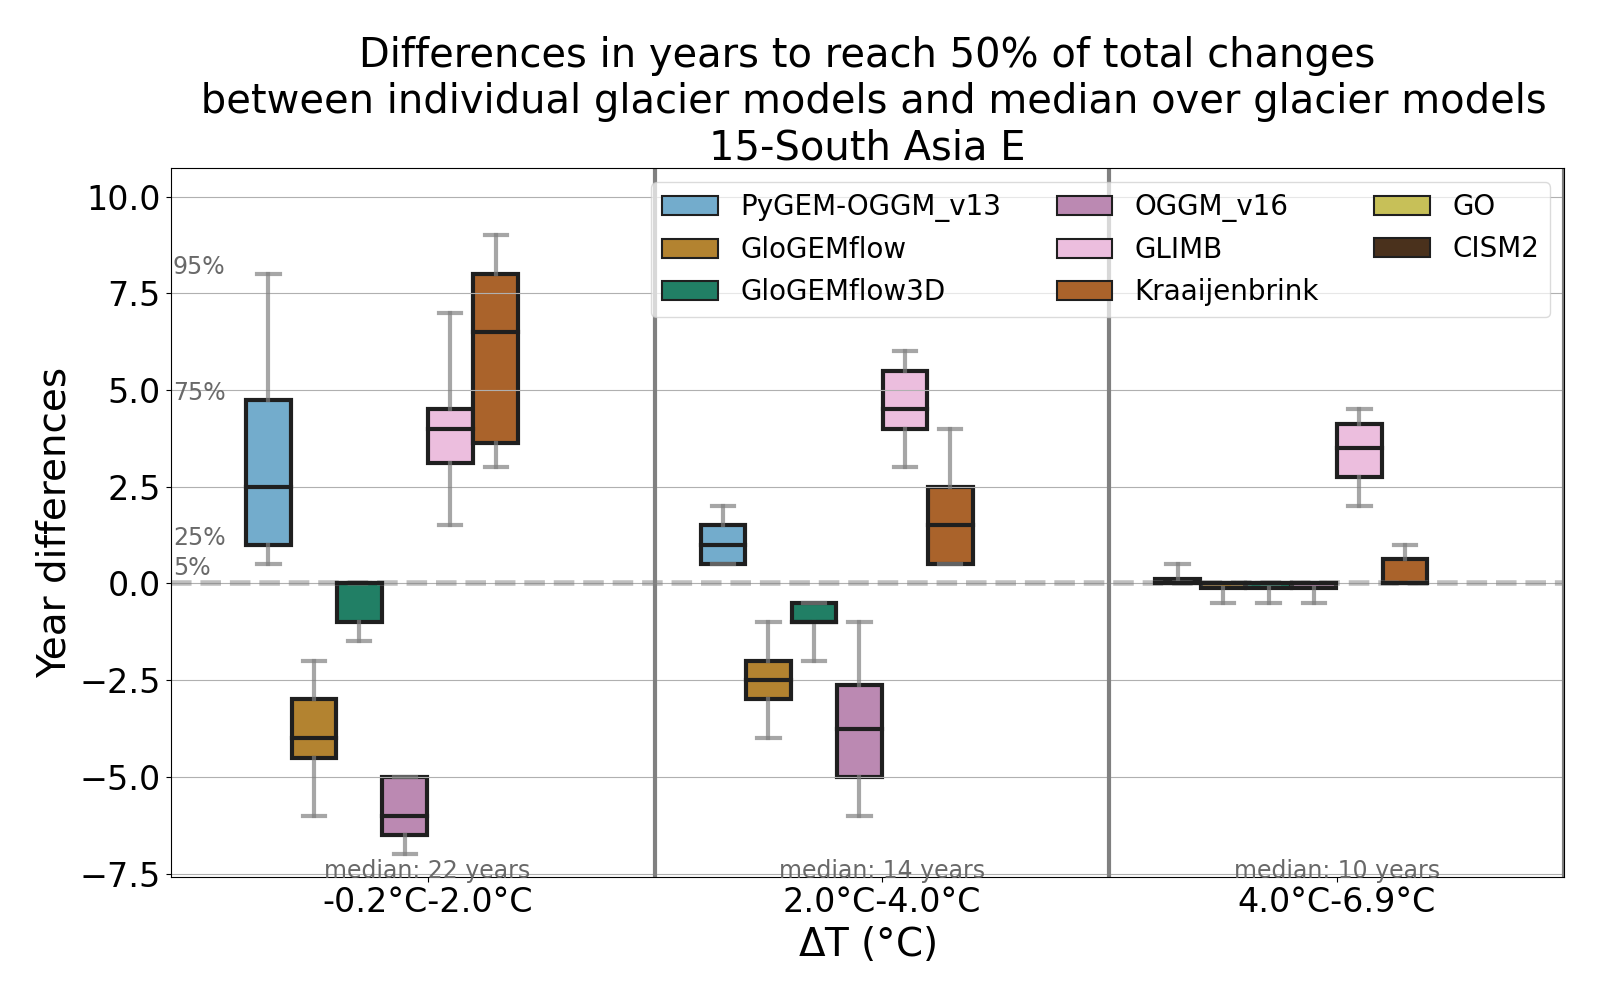 Differences in years to reach 50% of total changes
between individual glacier models and median over glacier models
15-South Asia E
PyGEM-OGGM_v13
GloGEMflow
GloGEMflow3D
OGGM_v16
GLIMB
Kraaijenbrink
GO
CISM2
10.0
7.5
5.0
2.5
0.0
−2.5
−5.0
−7.5
Year differences
95%
75%
25%
5%
median: 22 years
median: 14 years
median: 10 years
-0.2°C-2.0°C
2.0°C-4.0°C
4.0°C-6.9°C
ΔT (°C)